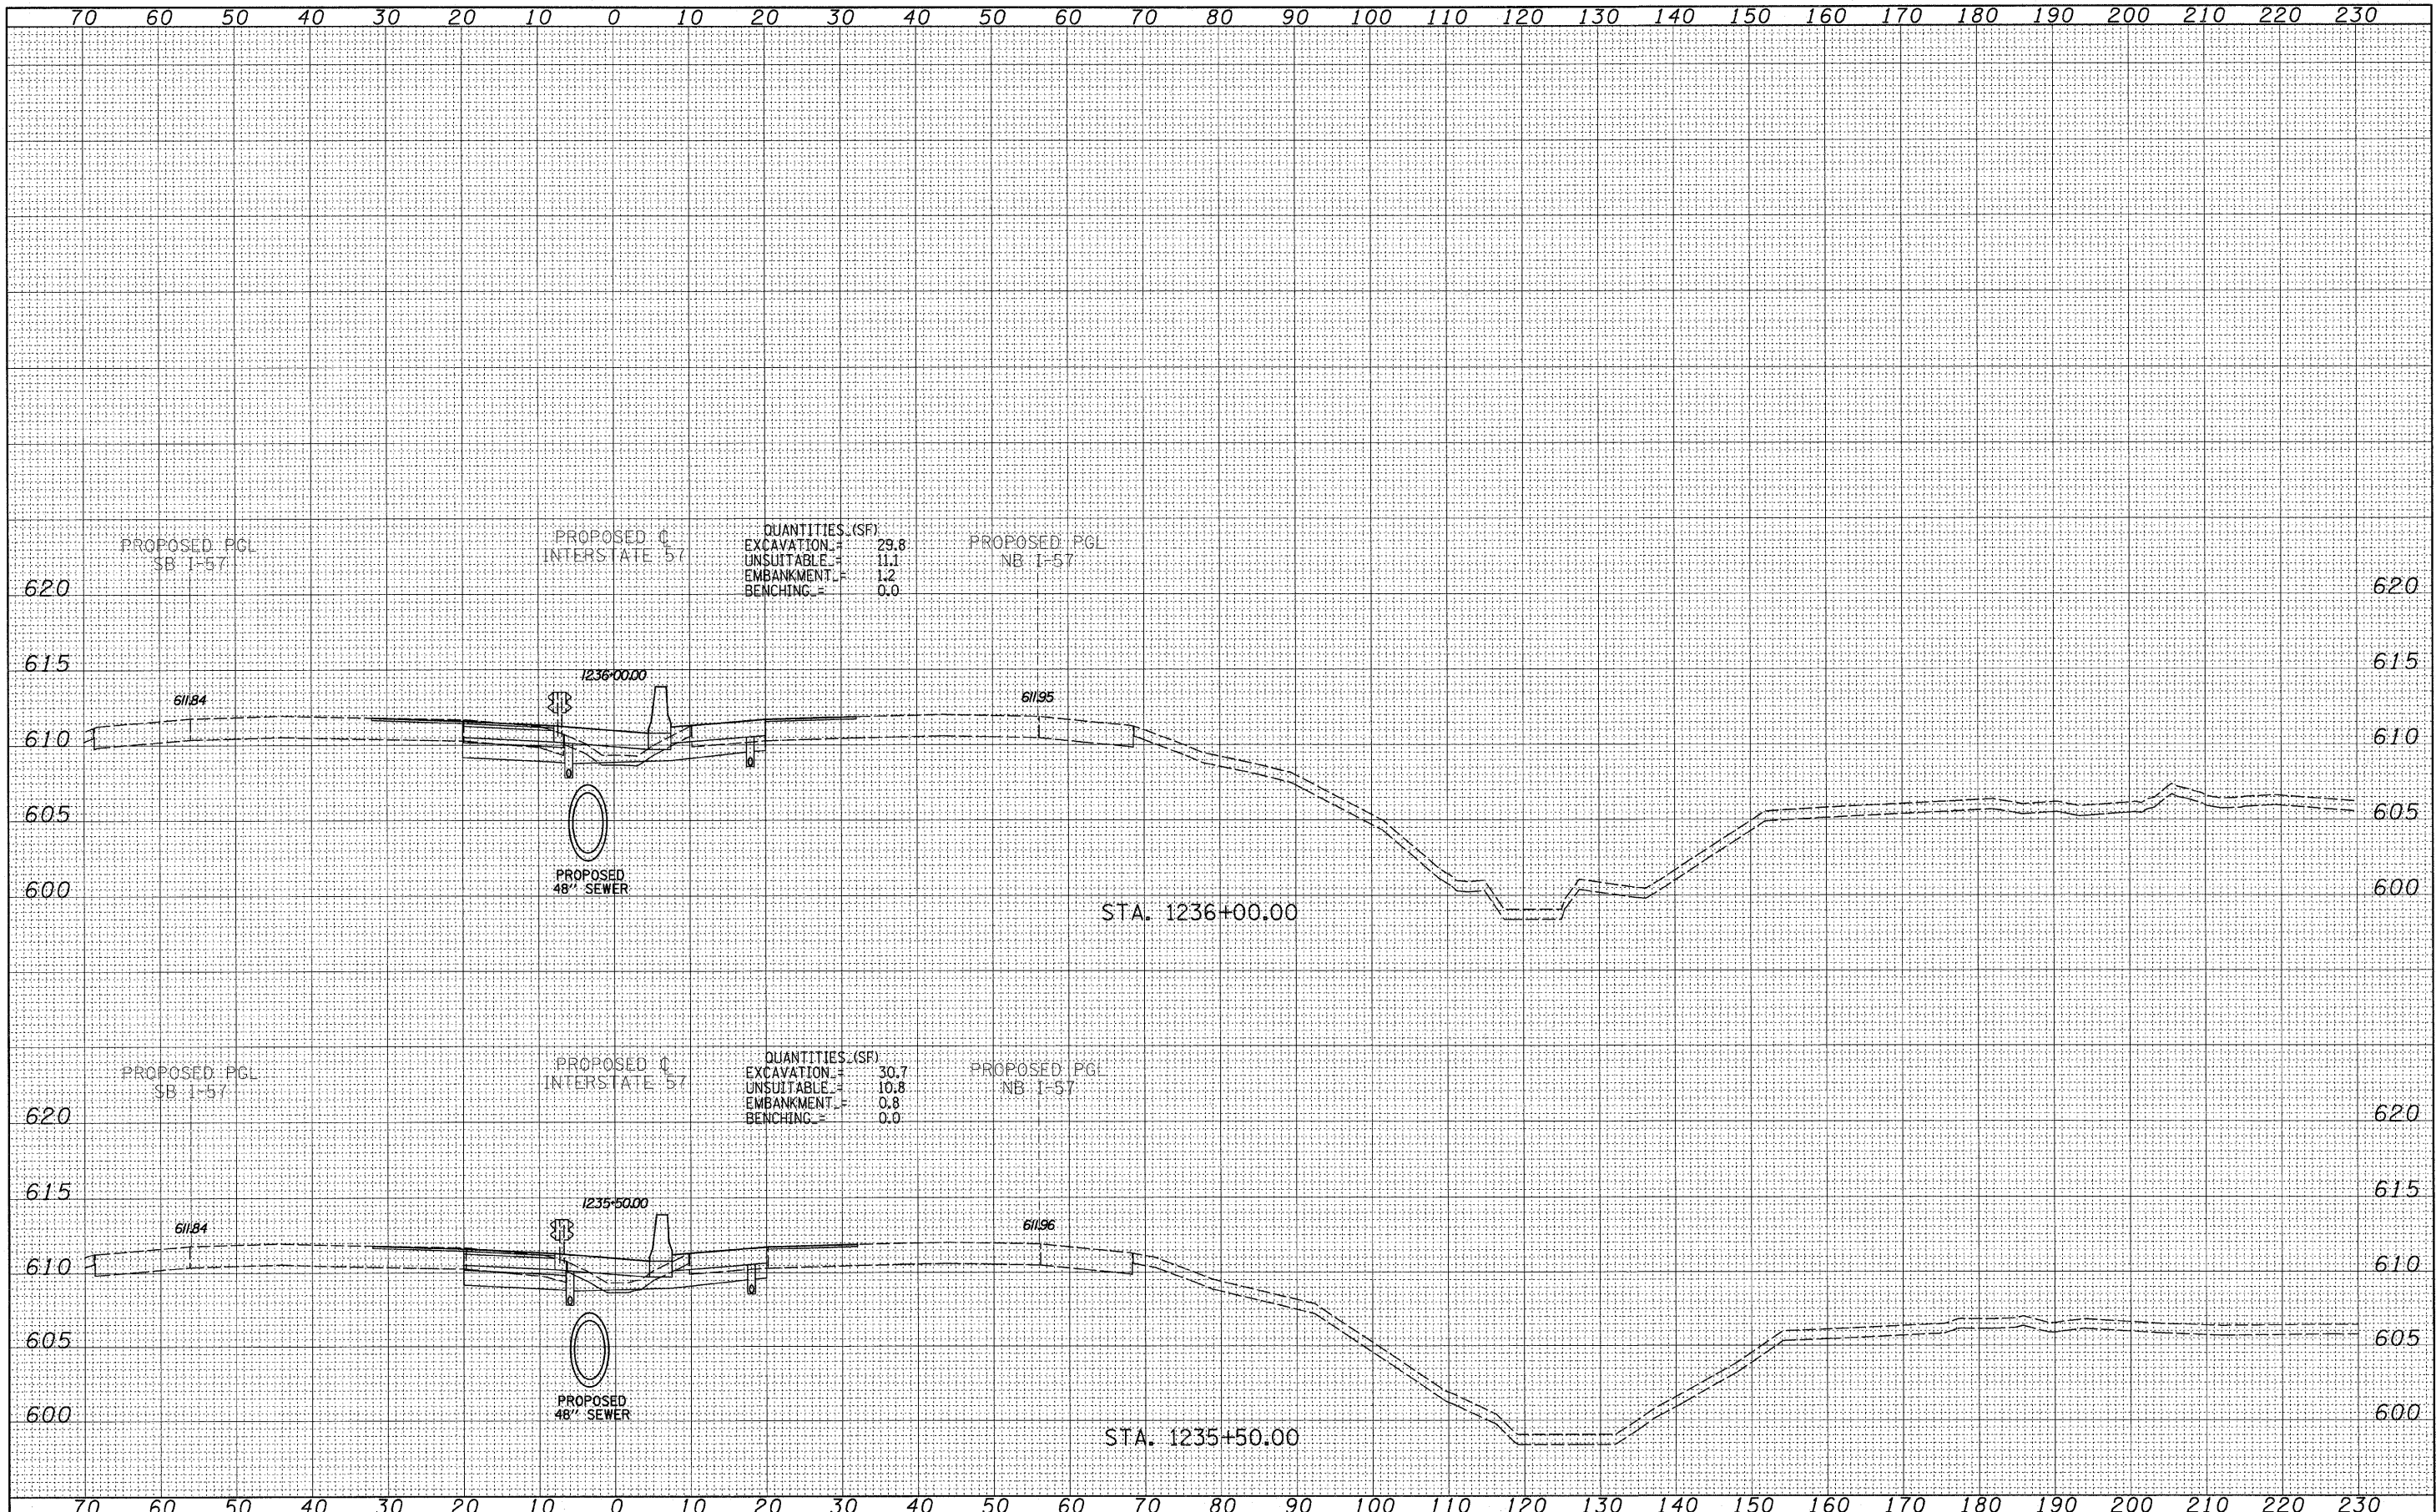 70 60 50 40 30 20 10 0 10 20 30 40 50 60 70 80 90 100 110 120 130 140 150 160 170 180 190 200 210 220 230
PROPOSED PGL
SB I-57
PROPOSED ℄
INTERSTATE 57
QUANTITIES (SF)
EXCAVATION = 29.8
UNSUITABLE = 11.1
EMBANKMENT = 1.2
BENCHING = 0.0
PROPOSED PGL
NB I-57
620 620
615 615
1236+00.00
611.84 611.95
610 610
605 605
PROPOSED
48" SEWER
600 600
STA. 1236+00.00
PROPOSED PGL
SB I-57
PROPOSED ℄
INTERSTATE 57
QUANTITIES (SF)
EXCAVATION = 30.7
UNSUITABLE = 10.8
EMBANKMENT = 0.8
BENCHING = 0.0
PROPOSED PGL
NB I-57
620 620
615 615
1235+50.00
611.84 611.96
610 610
605 605
PROPOSED
48" SEWER
600 600
STA. 1235+50.00
70 60 50 40 30 20 10 0 10 20 30 40 50 60 70 80 90 100 110 120 130 140 150 160 170 180 190 200 210 220 230